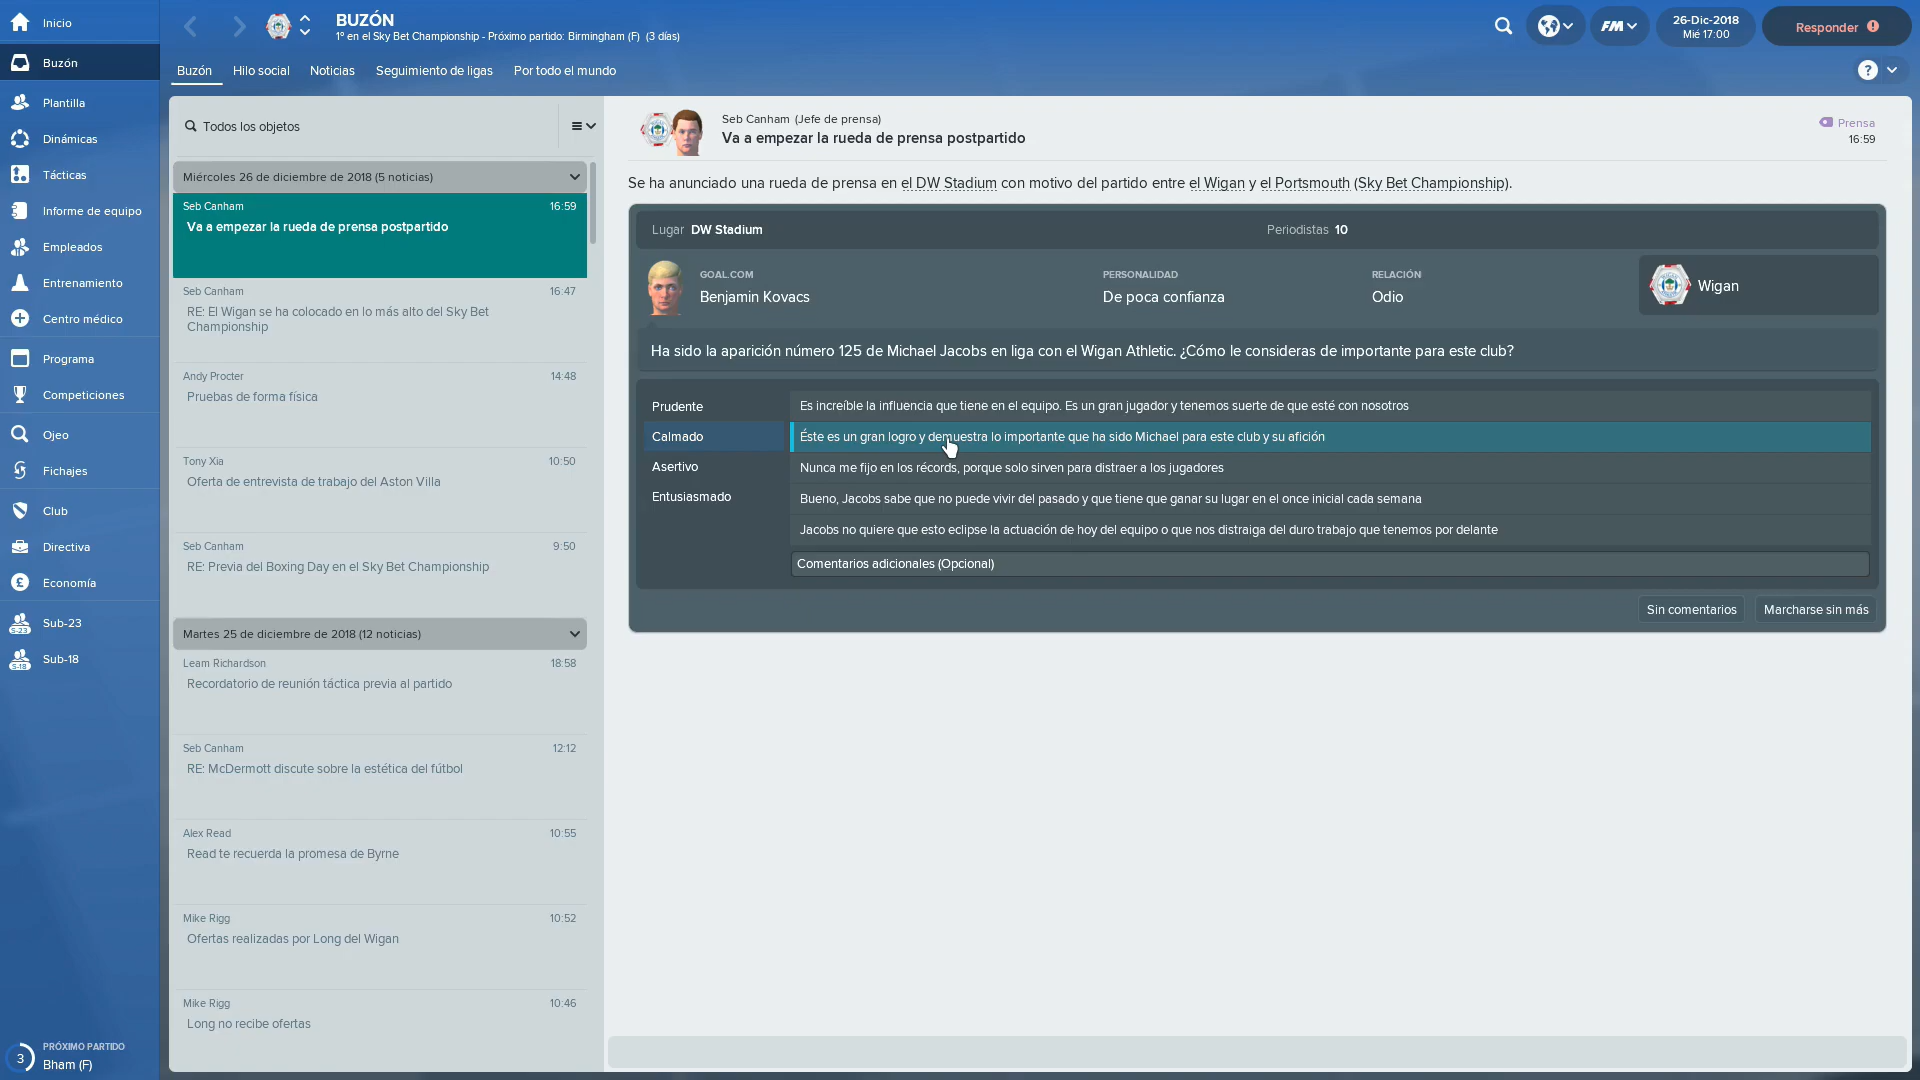 Inicio
Buzón
Plantilla
Dinámicas
Tácticas
Informe de equipo
Empleados
Entrenamiento
Centro médico
Programa
Competiciones
Ojeo
Fichajes
Club
Directiva
Economía
S-23
Sub-23
S-18
Sub-18
PRÓXIMO PARTIDO
3
Bham (F)
BUZÓN
1º en el Sky Bet Championship - Próximo partido: Birmingham (F) (3 días)
FM
26-Dic-2018
Mié 17:00
Responder
Buzón
Hilo social
Noticias
Seguimiento de ligas
Por todo el mundo
?
Todos los objetos
Miércoles 26 de diciembre de 2018 (5 noticias)
Seb Canham 16:59
Va a empezar la rueda de prensa postpartido
Seb Canham 16:47
RE: El Wigan se ha colocado en lo más alto del Sky Bet
Championship
Andy Procter 14:48
Pruebas de forma física
Tony Xia 10:50
Oferta de entrevista de trabajo del Aston Villa
Seb Canham 9:50
RE: Previa del Boxing Day en el Sky Bet Championship
Martes 25 de diciembre de 2018 (12 noticias)
Leam Richardson 18:58
Recordatorio de reunión táctica previa al partido
Seb Canham 12:12
RE: McDermott discute sobre la estética del fútbol
Alex Read 10:55
Read te recuerda la promesa de Byrne
Mike Rigg 10:52
Ofertas realizadas por Long del Wigan
Mike Rigg 10:46
Long no recibe ofertas
Seb Canham (Jefe de prensa)
Va a empezar la rueda de prensa postpartido
Prensa
16:59
Se ha anunciado una rueda de prensa en el DW Stadium con motivo del partido entre el Wigan y el Portsmouth (Sky Bet Championship).
Lugar DW Stadium
Periodistas 10
GOAL.COM
Benjamin Kovacs
PERSONALIDAD
De poca confianza
RELACIÓN
Odio
Wigan
Ha sido la aparición número 125 de Michael Jacobs en liga con el Wigan Athletic. ¿Cómo le consideras de importante para este club?
Prudente
Calmado
Asertivo
Entusiasmado
Es increíble la influencia que tiene en el equipo. Es un gran jugador y tenemos suerte de que esté con nosotros
Éste es un gran logro y demuestra lo importante que ha sido Michael para este club y su afición
Nunca me fijo en los récords, porque solo sirven para distraer a los jugadores
Bueno, Jacobs sabe que no puede vivir del pasado y que tiene que ganar su lugar en el once inicial cada semana
Jacobs no quiere que esto eclipse la actuación de hoy del equipo o que nos distraiga del duro trabajo que tenemos por delante
Comentarios adicionales (Opcional)
Sin comentarios
Marcharse sin más